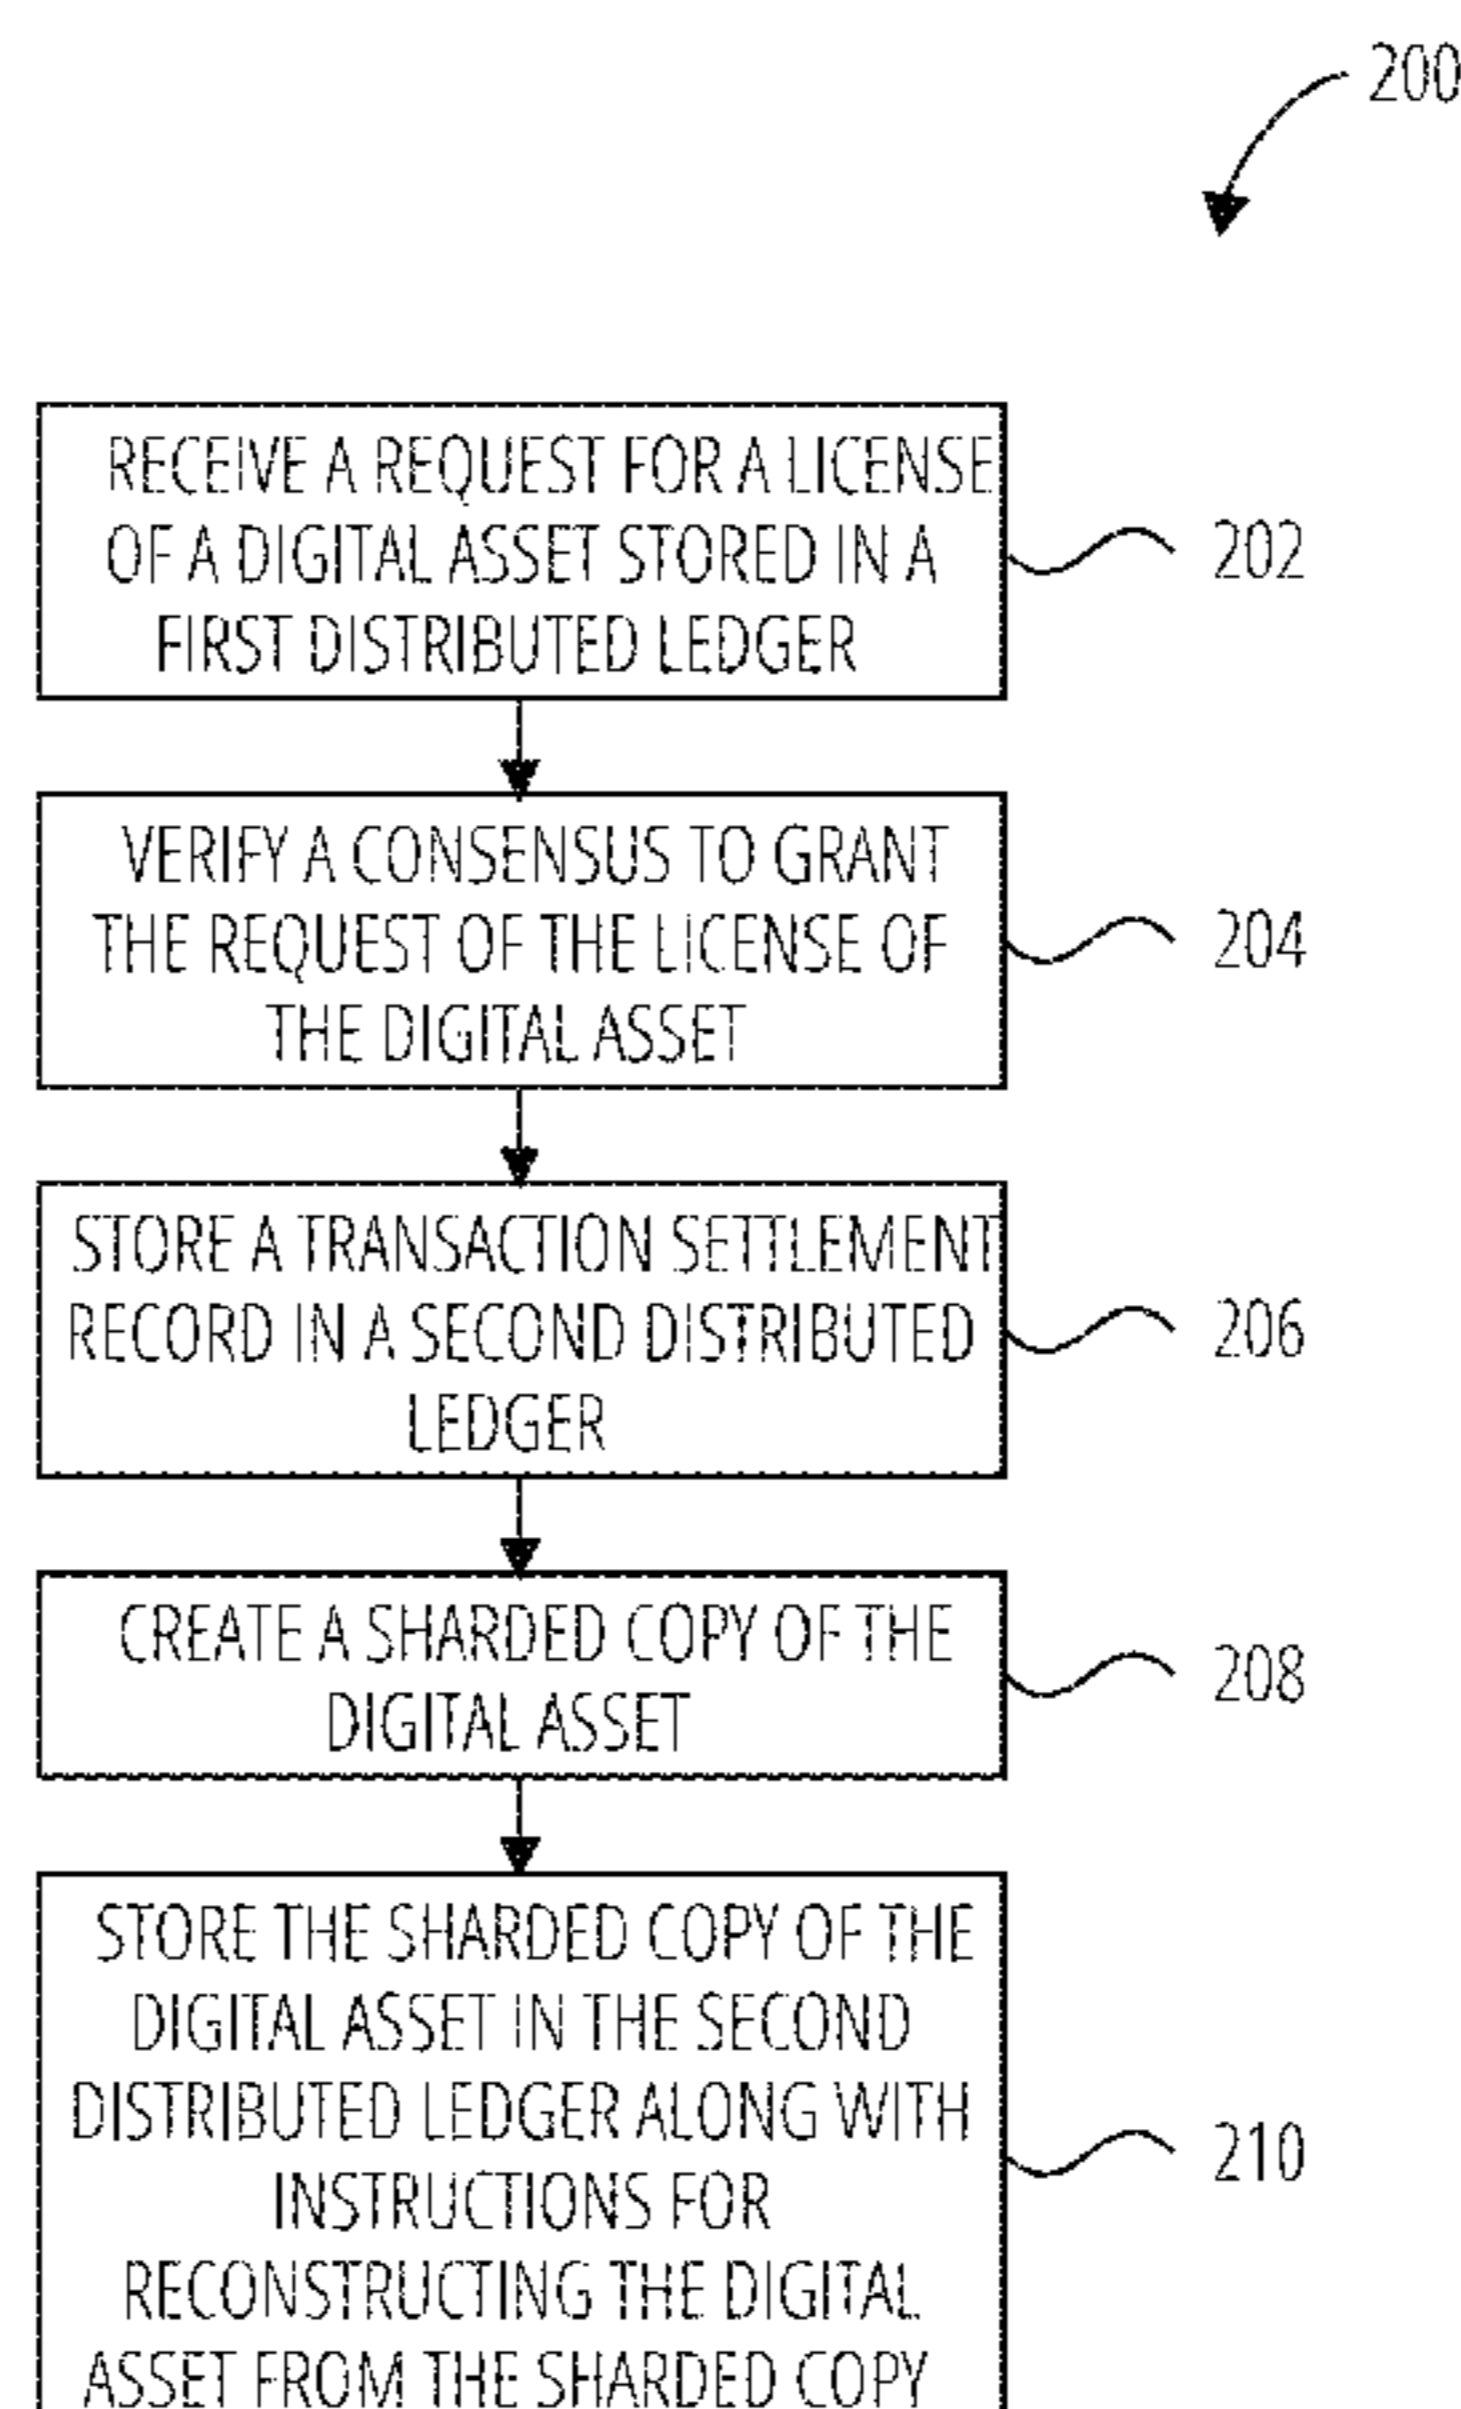 200
RECEIVE A REQUEST FOR A LICENSE
OF A DIGITAL ASSET STORED IN A
FIRST DISTRIBUTED LEDGER
202
VERIFY A CONSENSUS TO GRANT
THE REQUEST OF THE LICENSE OF
THE DIGITAL ASSET
204
STORE A TRANSACTION SETTLEMENT
RECORD IN A SECOND DISTRIBUTED
LEDGER
206
CREATE A SHARDED COPY OF THE
DIGITAL ASSET
208
STORE THE SHARDED COPY OF THE
DIGITAL ASSET IN THE SECOND
DISTRIBUTED LEDGER ALONG WITH
INSTRUCTIONS FOR
RECONSTRUCTING THE DIGITAL
ASSET FROM THE SHARDED COPY
210